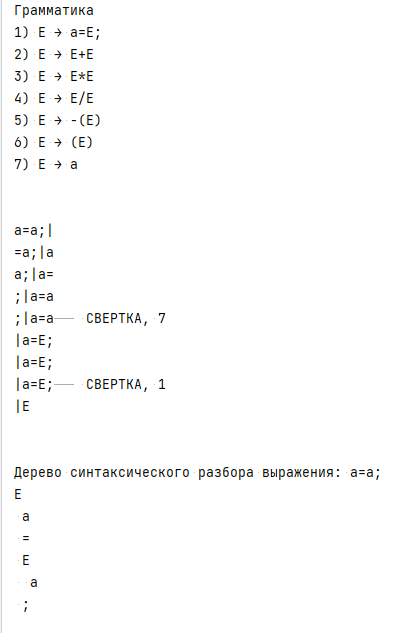 Грамматика
1) E → a=E;
2) E → E+E
3) E → E*E
4) E → E/E
5) E → -(E)
6) E → (E)
7) E → a
a=a;|
=a;|a
a;|a=
;|a=a
;|a=a—— СВЕРТКА, 7
|a=E;
|a=E;
|a=E;—— СВЕРТКА, 1
|E
Дерево синтаксического разбора выражения: a=a;
E
a
=
E
a
;